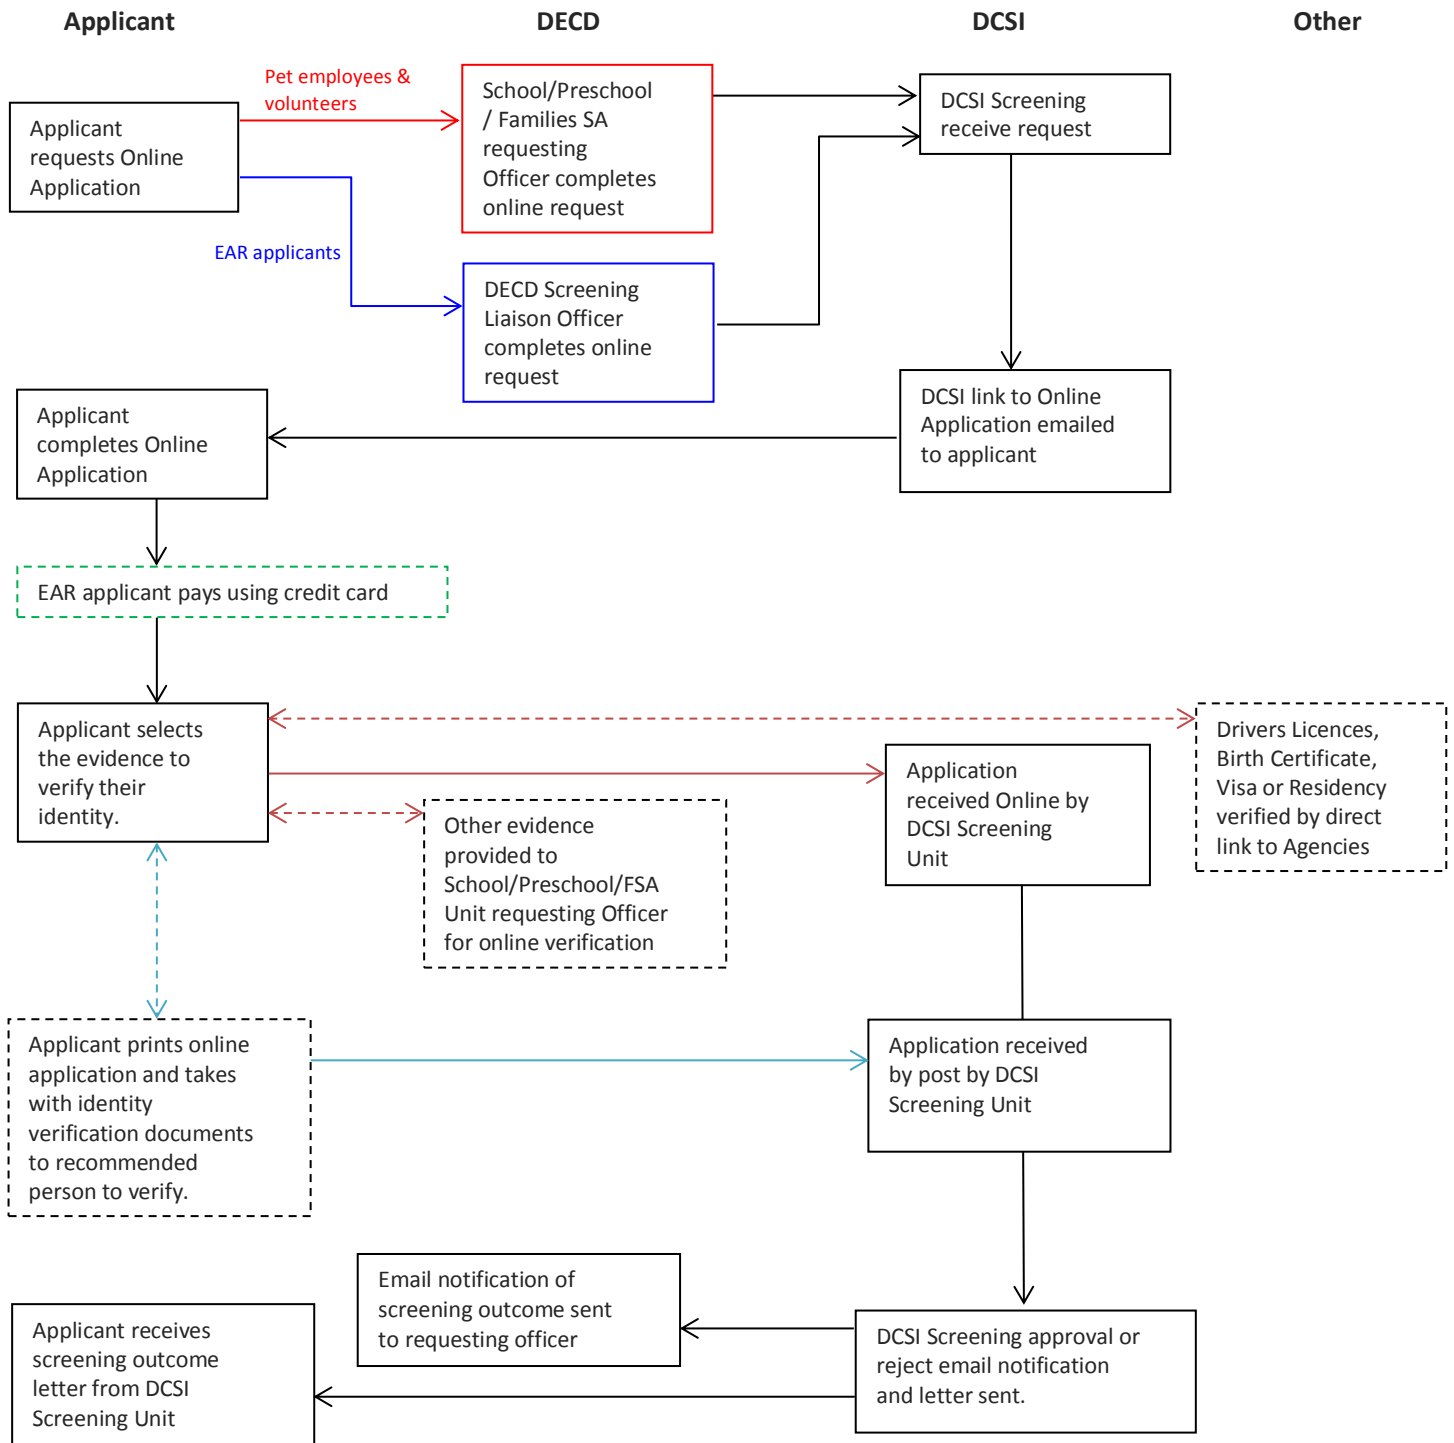 Applicant
DECD
DCSI
Other
Pet employees &
volunteers
Applicant
requests Online
Application
School/Preschool
/ Families SA
requesting
Officer completes
online request
DCSI Screening
receive request
EAR applicants
DECD Screening
Liaison Officer
completes online
request
DCSI link to Online
Application emailed
to applicant
Applicant
completes Online
Application
EAR applicant pays using credit card
Applicant selects
the evidence to
verify their
identity.
Other evidence
provided to
School/Preschool/FSA
Unit requesting Officer
for online verification
Application
received Online by
DCSI Screening
Unit
Drivers Licences,
Birth Certificate,
Visa or Residency
verified by direct
link to Agencies
Applicant prints online
application and takes
with identity
verification documents
to recommended
person to verify.
Application received
by post by DCSI
Screening Unit
Email notification of
screening outcome sent
to requesting officer
DCSI Screening approval or
reject email notification
and letter sent.
Applicant receives
screening outcome
letter from DCSI
Screening Unit